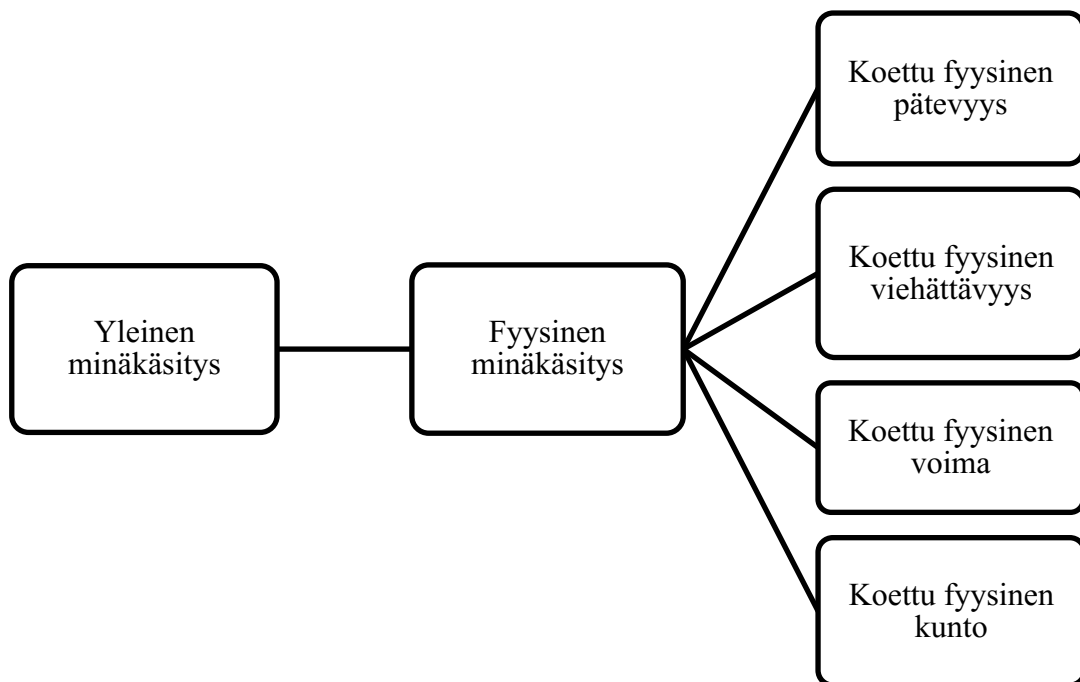 Yleinen
minäkäsitys
Fyysinen
minäkäsitys
Koettu fyysinen
pätevyys
Koettu fyysinen
viehättävyys
Koettu fyysinen
voima
Koettu fyysinen
kunto